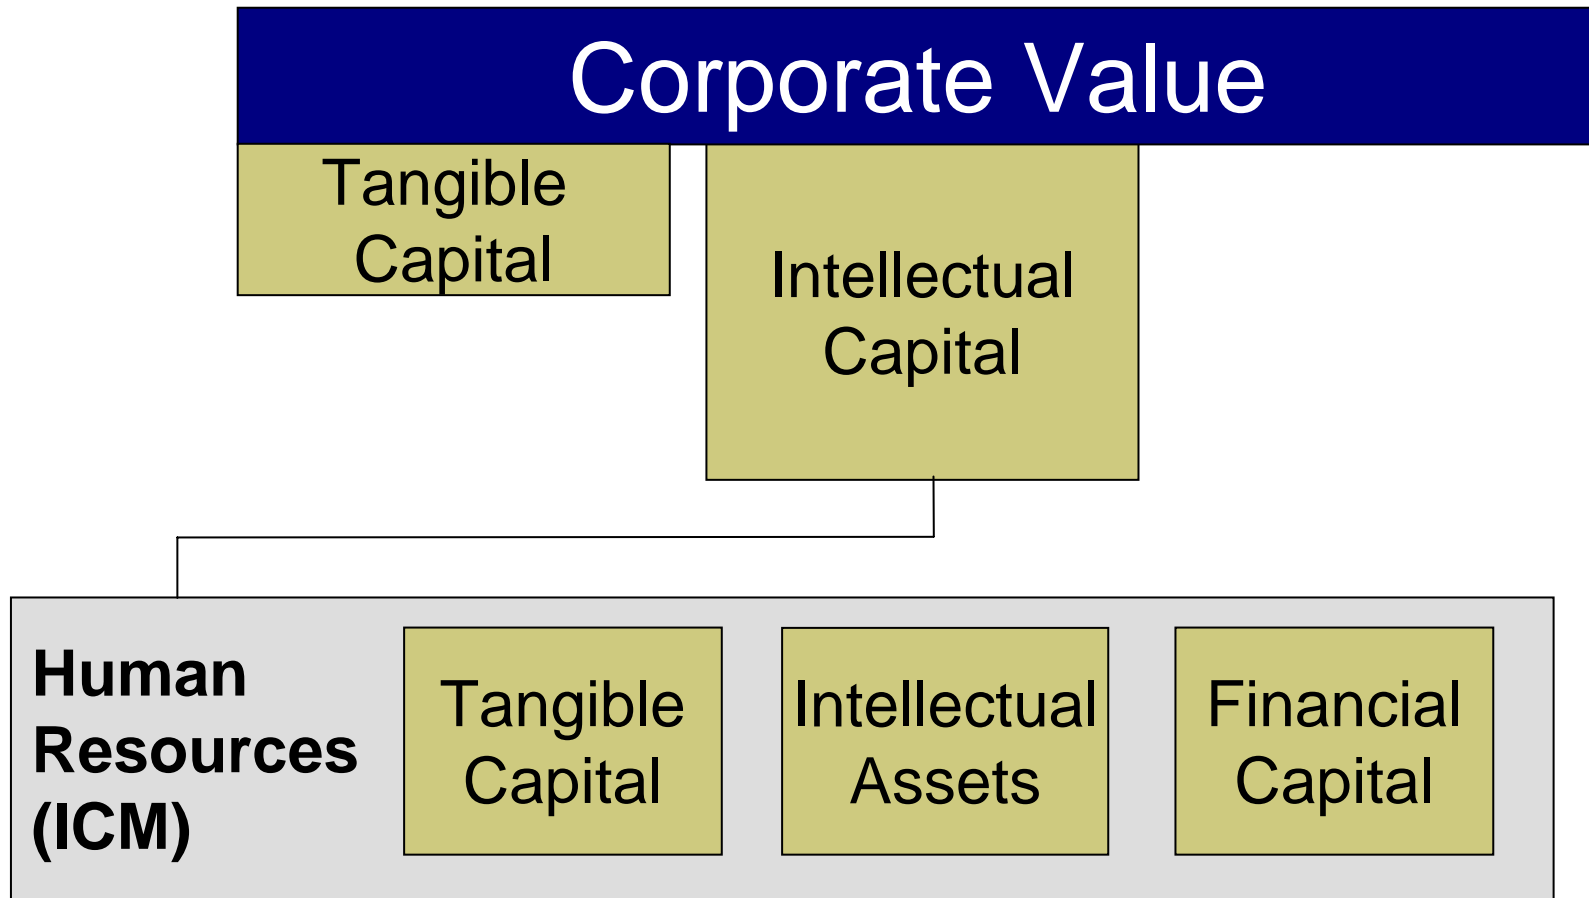 Corporate Value
Tangible
Capital
Intellectual
Capital
Human
Resources
(ICM)
Tangible
Capital
Intellectual
Assets
Financial
Capital